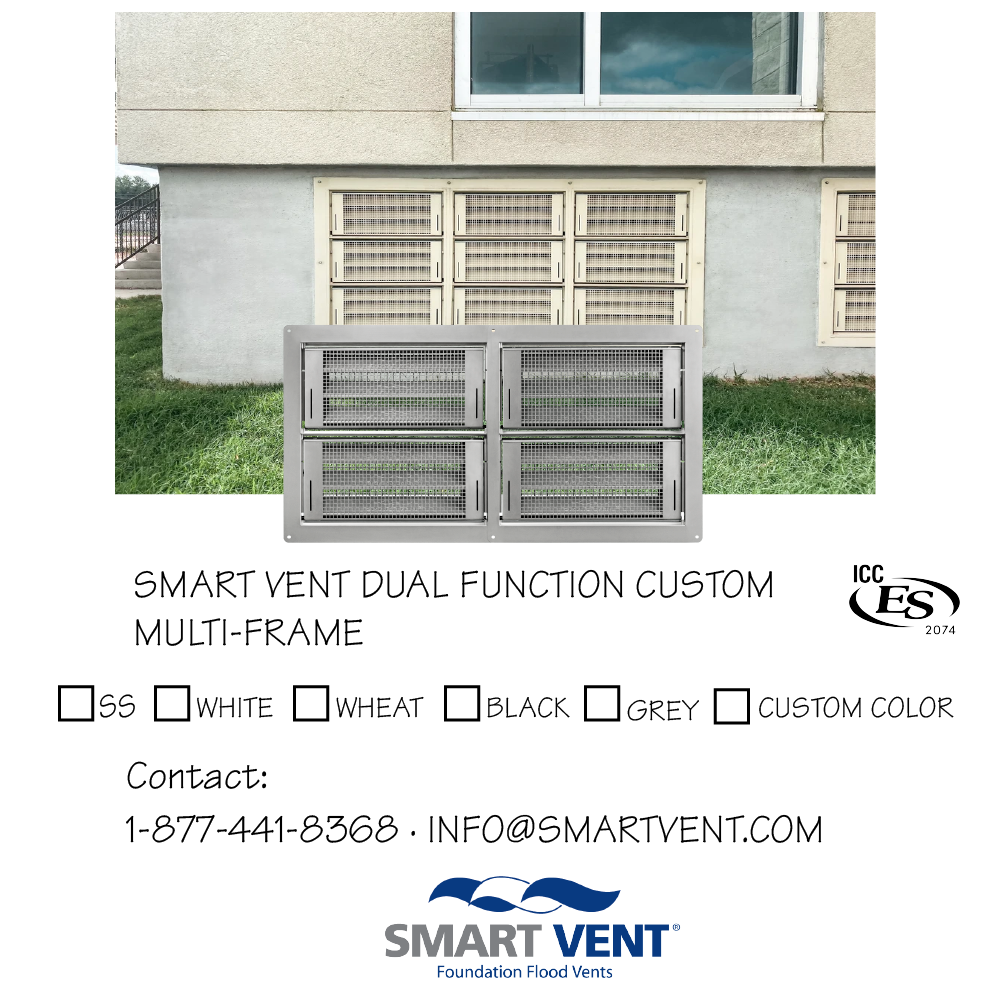 SMART VENT DUAL FUNCTION CUSTOM
MULTI-FRAME
ICC
ES
2074
SS WHITE WHEAT BLACK GREY CUSTOM COLOR
Contact:
1-877-441-8368 · INFO@SMARTVENT.COM
SMART VENT®
Foundation Flood Vents